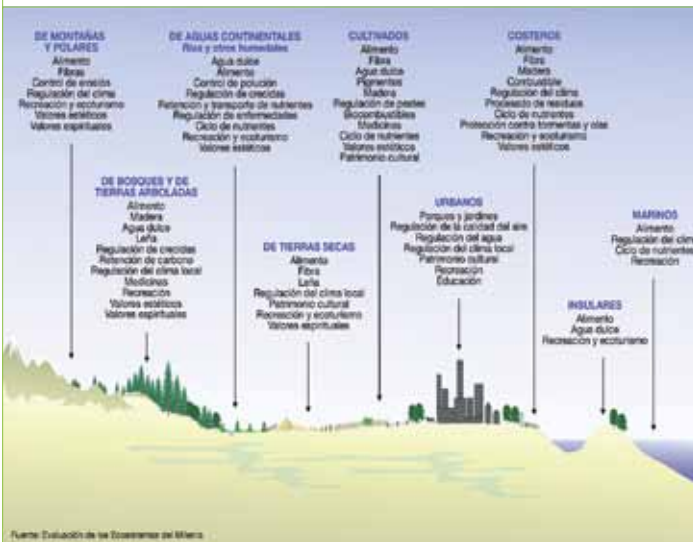 DE MONTAÑAS
Y POLARES
Alimento
Fibras
Control de erosión
Regulación del clima
Recreación y ecoturismo
Valores estéticos
Valores espirituales
DE AGUAS CONTINENTALES
Ríos y otros humedales
Agua dulce
Alimento
Control de polución
Regulación de crecidas
Retención y transporte de nutrientes
Regulación de enfermedades
Ciclo de nutrientes
Recreación y ecoturismo
Valores estéticos
CULTIVADOS
Alimento
Fibra
Agua dulce
Pigmentos
Madera
Regulación de pestes
Biocombustibles
Medicinas
Ciclo de nutrientes
Valores estéticos
Patrimonio cultural
COSTEROS
Alimento
Fibra
Madera
Combustible
Regulación del clima
Procesado de residuos
Ciclo de nutrientes
Protección contra tormentas y olas
Recreación y ecoturismo
Valores estéticos
DE BOSQUES Y DE
TIERRAS ARBOLADAS
Alimento
Madera
Agua dulce
Leña
Regulación de crecidas
Retención de carbono
Regulación del clima local
Medicinas
Recreación
Valores estéticos
Valores espirituales
DE TIERRAS SECAS
Alimento
Fibra
Leña
Regulación del clima local
Patrimonio cultural
Recreación y ecoturismo
Valores espirituales
URBANOS
Parques y jardines
Regulación de la calidad del aire
Regulación del agua
Regulación del clima local
Patrimonio cultural
Recreación
Educación
INSULARES
Alimento
Agua dulce
Recreación y ecoturismo
MARINOS
Alimento
Regulación del clim
Ciclo de nutrientes
Recreación
Fuente: Evaluación de los Ecosistemas del Milenio.